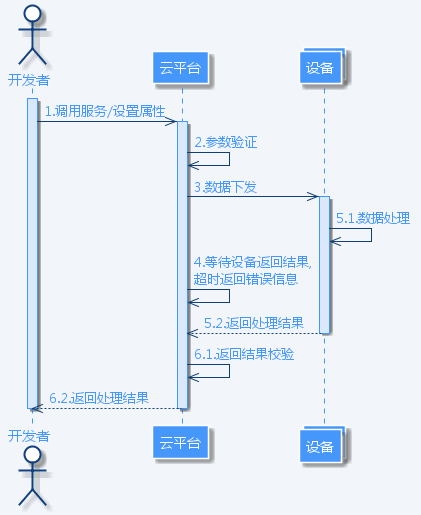 开发者
云平台
设备
1.调用服务/设置属性
2.参数验证
3.数据下发
5.1.数据处理
4.等待设备返回结果,
超时返回错误信息
5.2.返回处理结果
6.1.返回结果校验
6.2.返回处理结果
开发者
云平台
设备